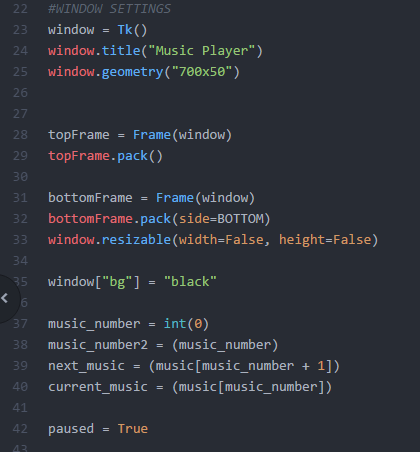 22 #WINDOW SETTINGS
23 window = Tk()
24 window.title("Music Player")
25 window.geometry("700x50")
26
27
28 topFrame = Frame(window)
29 topFrame.pack()
30
31 bottomFrame = Frame(window)
32 bottomFrame.pack(side=BOTTOM)
33 window.resizable(width=False, height=False)
34
35 window["bg"] = "black"
36
37 music_number = int(0)
38 music_number2 = (music_number)
39 next_music = (music[music_number + 1])
40 current_music = (music[music_number])
41
42 paused = True
43